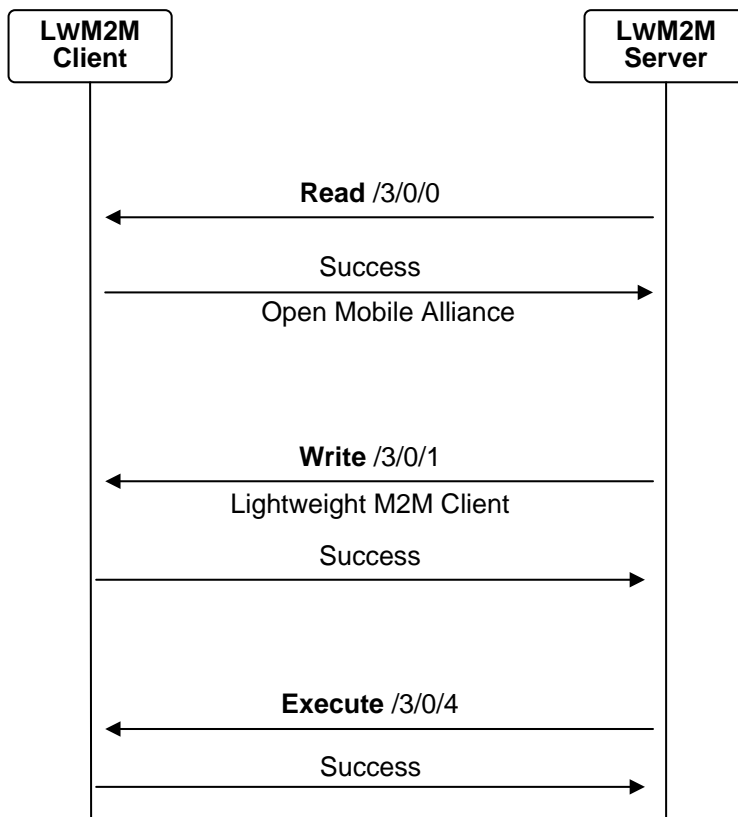 LwM2M
Client
LwM2M
Server
Read /3/0/0
Success
Open Mobile Alliance
Write /3/0/1
Lightweight M2M Client
Success
Execute /3/0/4
Success